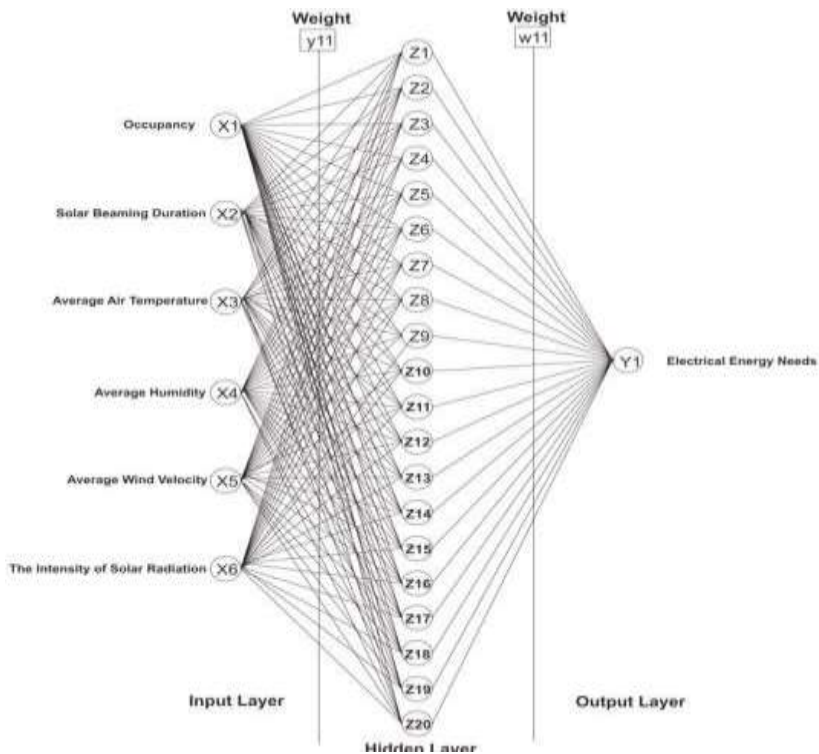 Weight
y11
Weight
w11
Occupancy
X1
Solar Beaming Duration
X2
Average Air Temperature
X3
Average Humidity
X4
Average Wind Velocity
X5
The Intensity of Solar Radiation
X6
Z1
Z2
Z3
Z4
Z5
Z6
Z7
Z8
Z9
Z10
Z11
Z12
Z13
Z14
Z15
Z16
Z17
Z18
Z19
Z20
Y1
Electrical Energy Needs
Input Layer
Hidden Layer
Output Layer